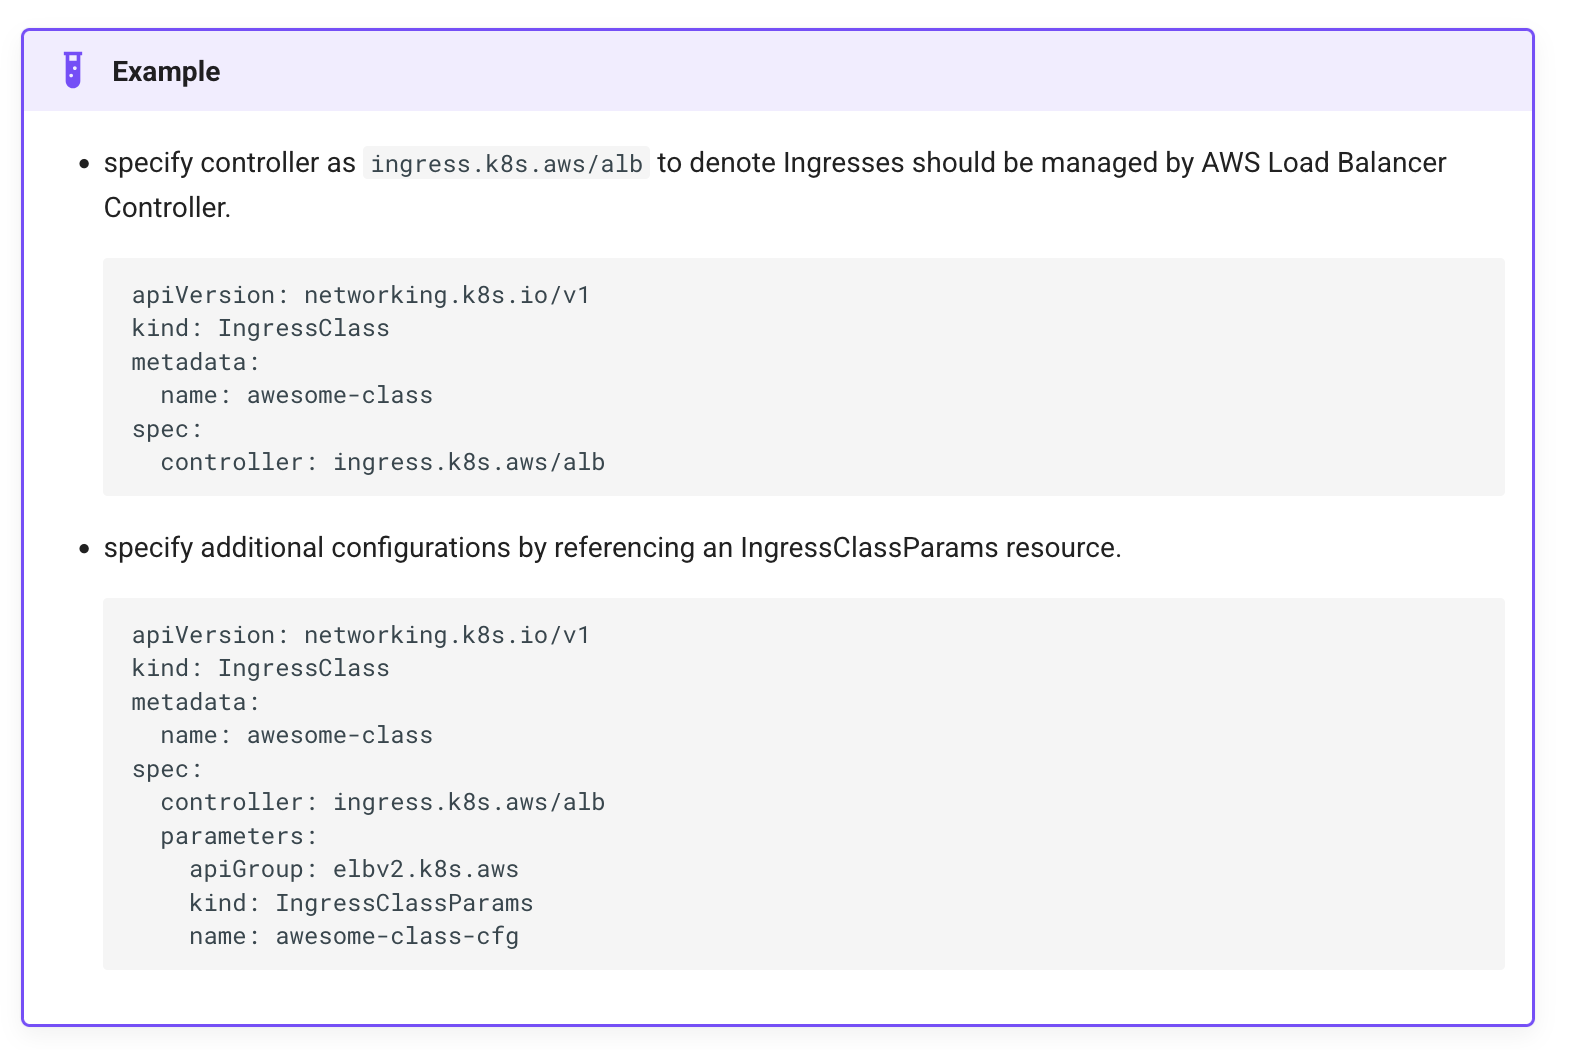 Example
specify controller as ingress.k8s.aws/alb to denote Ingresses should be managed by AWS Load Balancer
Controller.
apiVersion: networking.k8s.io/v1
kind: IngressClass
metadata:
  name: awesome-class
spec:
  controller: ingress.k8s.aws/alb
specify additional configurations by referencing an IngressClassParams resource.
apiVersion: networking.k8s.io/v1
kind: IngressClass
metadata:
  name: awesome-class
spec:
  controller: ingress.k8s.aws/alb
  parameters:
    apiGroup: elbv2.k8s.aws
    kind: IngressClassParams
    name: awesome-class-cfg